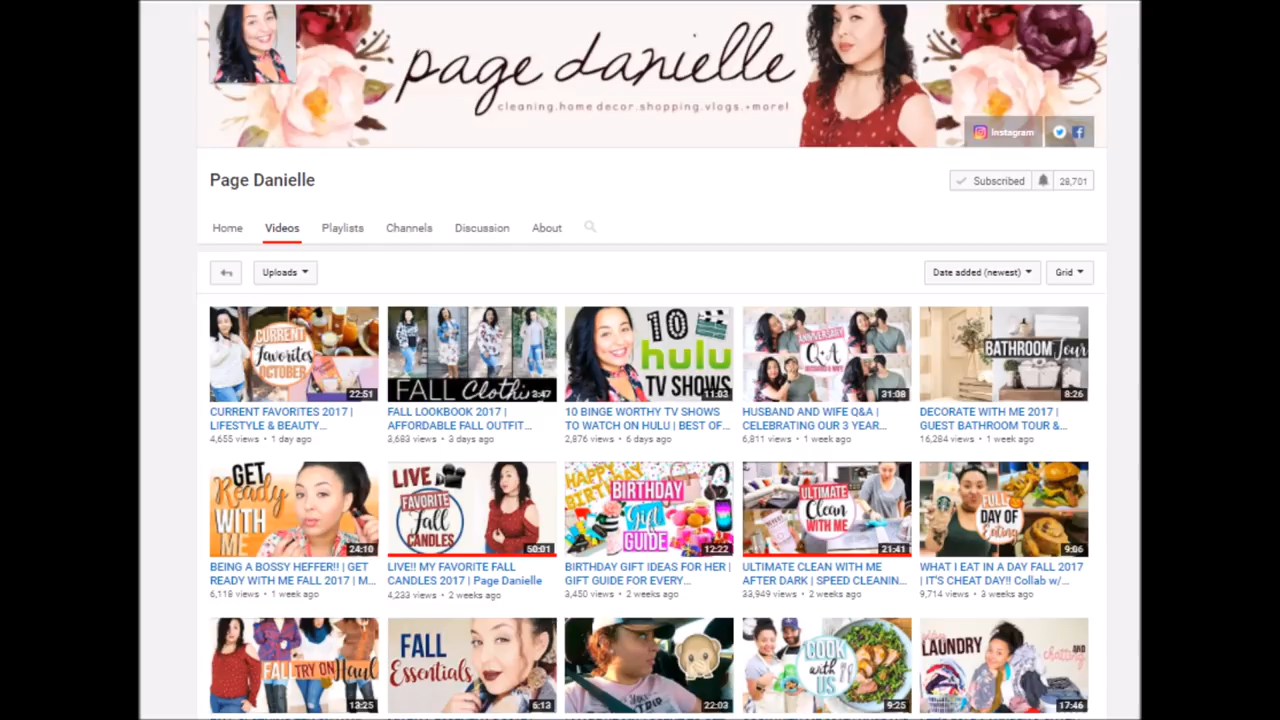 page danielle
cleaning.home decor.shopping.vlogs.+more!
Instagram
Page Danielle
Subscribed
28,701
Home
Videos
Playlists
Channels
Discussion
About
Uploads
Date added (newest)
Grid
CURRENT
Favorites
OCTOBER
22:51
FALL Clothing
3:47
10
hulu
TV SHOWS
11:03
ANNIVERSARY
Q+A
HUSBAND & WIFE
31:08
BATHROOM Tour
8:26
CURRENT FAVORITES 2017 |
LIFESTYLE & BEAUTY...
4,655 views • 1 day ago
FALL LOOKBOOK 2017 |
AFFORDABLE FALL OUTFIT...
3,683 views • 3 days ago
10 BINGE WORTHY TV SHOWS
TO WATCH ON HULU | BEST OF...
2,876 views • 6 days ago
HUSBAND AND WIFE Q&A |
CELEBRATING OUR 3 YEAR...
6,811 views • 1 week ago
DECORATE WITH ME 2017 |
GUEST BATHROOM TOUR &...
16,284 views • 1 week ago
GET
Ready
WITH
ME
24:10
LIVE
FAVORITE
Fall
CANDLES
50:01
HAPPY
BIRTHDAY
BIRTHDAY
Gift
GUIDE
12:22
ULTIMATE
Clean
WITH ME
21:41
FULL
DAY OF
Eating
9:06
BEING A BOSSY HEFFER!! | GET
READY WITH ME FALL 2017 | M...
6,118 views • 1 week ago
LIVE!! MY FAVORITE FALL
CANDLES 2017 | Page Danielle
4,233 views • 2 weeks ago
BIRTHDAY GIFT IDEAS FOR HER |
GIFT GUIDE FOR EVERY...
3,450 views • 2 weeks ago
ULTIMATE CLEAN WITH ME
AFTER DARK | SPEED CLEANIN...
33,949 views • 2 weeks ago
WHAT I EAT IN A DAY FALL 2017
| IT'S CHEAT DAY!! Collab w/...
9,714 views • 3 weeks ago
FALL TRY ON Haul
13:25
FALL
Essentials
6:13
22:03
COOK
with
US
9:25
LAUNDRY
AND
chatting
17:46